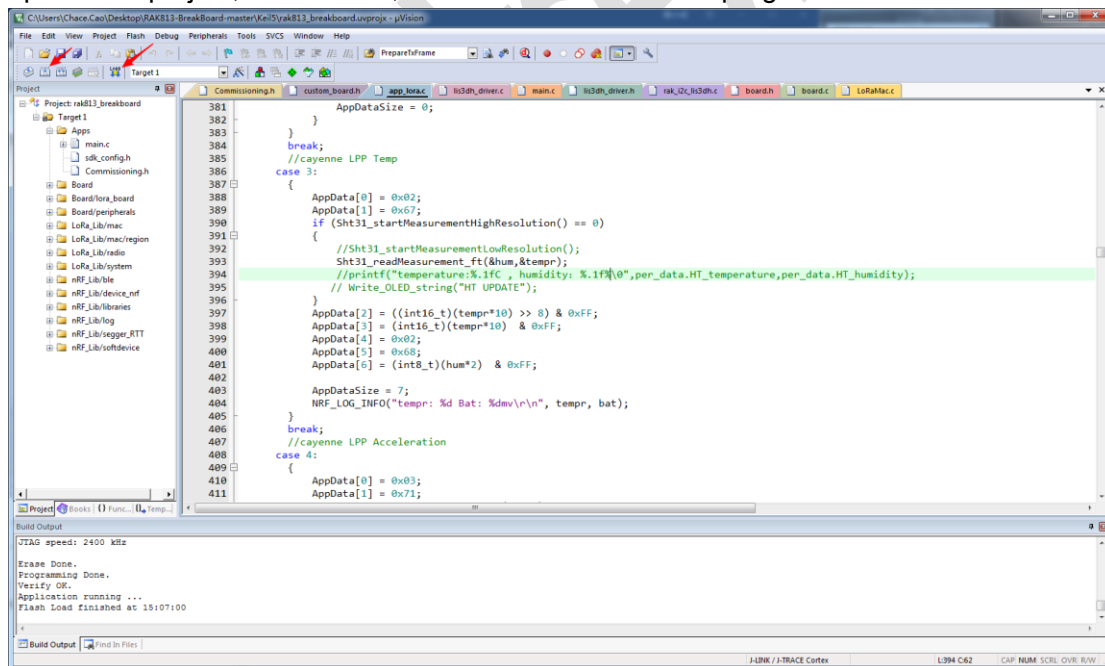 C:\Users\Chace.Cao\Desktop\RAK813-BreakBoard-master\Keil5\rak813_breakboard.uvprojx - µVision
File Edit View Project Flash Debug Peripherals Tools SVCS Window Help
PrepareTxFrame
Target 1
Project
Commissioning.h custom_board.h app_lora.c lis3dh_driver.c main.c lis3dh_driver.h rak_i2c_lis3dh.c board.h board.c LoRaMac.c
Project: rak813_breakboard
Target 1
Apps
main.c
sdk_config.h
Commissioning.h
Board
Board/lora_board
Board/peripherals
LoRa_Lib/mac
LoRa_Lib/mac/region
LoRa_Lib/radio
LoRa_Lib/system
nRF_Lib/ble
nRF_Lib/device_nrf
nRF_Lib/libraries
nRF_Lib/log
nRF_Lib/segger_RTT
nRF_Lib/softdevice
381 AppDataSize = 0;
382 }
383 }
384 break;
385 //cayenne LPP Temp
386 case 3:
387 {
388 AppData[0] = 0x02;
389 AppData[1] = 0x67;
390 if (Sht31_startMeasurementHighResolution() == 0)
391 {
392 //Sht31_startMeasurementLowResolution();
393 Sht31_readMeasurement_ft(&hum,&tempr);
394 //printf("temperature:%.1fC , humidity: %.1f%\0",per_data.HT_temperature,per_data.HT_humidity);
395 // Write_OLED_string("HT UPDATE");
396 }
397 AppData[2] = ((int16_t)(tempr*10) >> 8) & 0xFF;
398 AppData[3] = (int16_t)(tempr*10) & 0xFF;
399 AppData[4] = 0x02;
400 AppData[5] = 0x68;
401 AppData[6] = (int8_t)(hum*2) & 0xFF;
402
403 AppDataSize = 7;
404 NRF_LOG_INFO("tempr: %d Bat: %dmv\r\n", tempr, bat);
405 }
406 break;
407 //cayenne LPP Acceleration
408 case 4:
409 {
410 AppData[0] = 0x03;
411 AppData[1] = 0x71;
Project Books {} Func... Temp...
Build Output
JTAG speed: 2400 kHz
Erase Done.
Programming Done.
Verify OK.
Application running ...
Flash Load finished at 15:07:00
Build Output Find In Files
J-LINK / J-TRACE Cortex L:394 C:62 CAP NUM SCRL OVR R/W